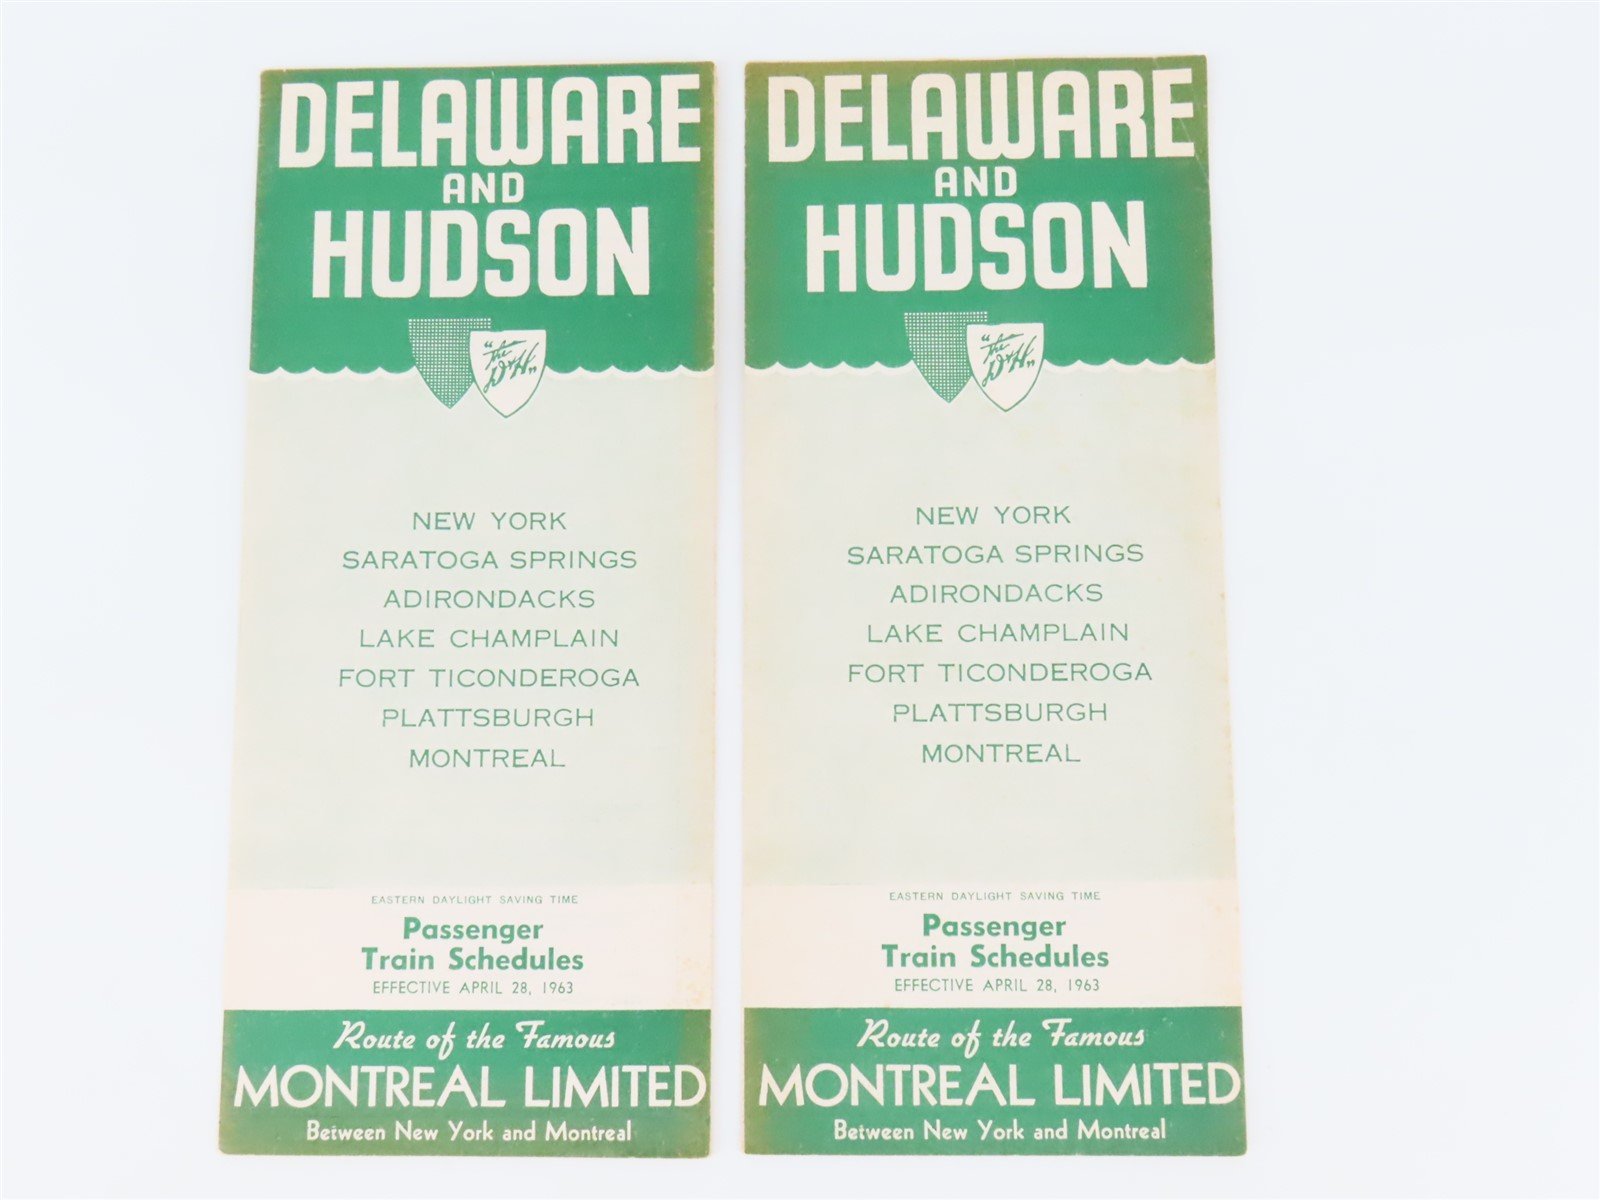 DELAWARE
AND
HUDSON
"The
D&H"
NEW YORK
SARATOGA SPRINGS
ADIRONDACKS
LAKE CHAMPLAIN
FORT TICONDEROGA
PLATTSBURGH
MONTREAL
EASTERN DAYLIGHT SAVING TIME
Passenger
Train Schedules
EFFECTIVE APRIL 28, 1963
Route of the Famous
MONTREAL LIMITED
Between New York and Montreal
DELAWARE
AND
HUDSON
"The
D&H"
NEW YORK
SARATOGA SPRINGS
ADIRONDACKS
LAKE CHAMPLAIN
FORT TICONDEROGA
PLATTSBURGH
MONTREAL
EASTERN DAYLIGHT SAVING TIME
Passenger
Train Schedules
EFFECTIVE APRIL 28, 1963
Route of the Famous
MONTREAL LIMITED
Between New York and Montreal